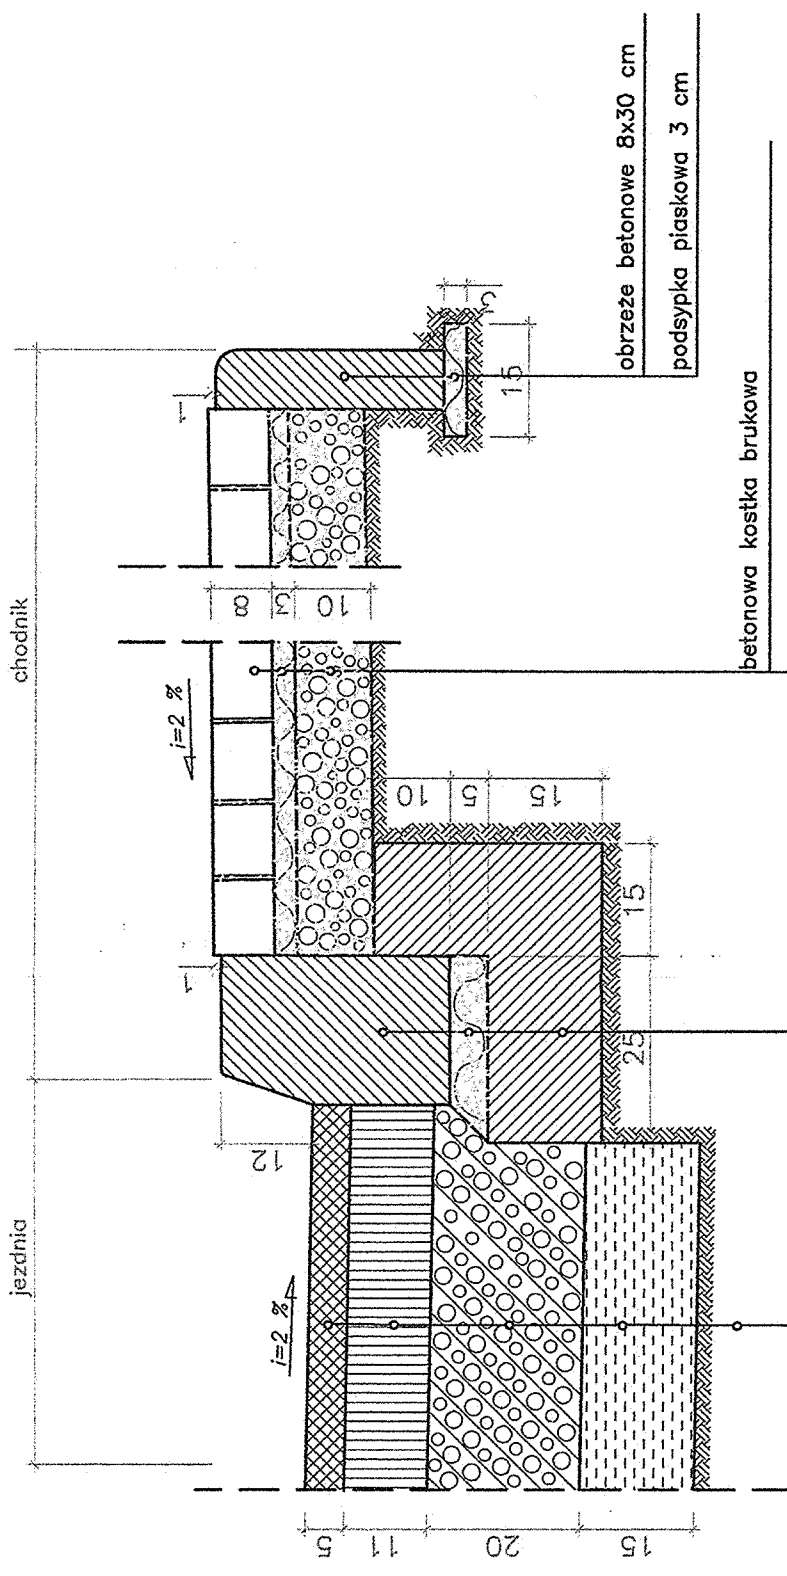 jezdnia
chodnik
i=2 %
i=2 %
12
1
1
8
3
10
10
5
15
15
25
15
3
5
11
20
15
obrzeże betonowe 8x30 cm
podsypka piaskowa 3 cm
betonowa kostka brukowa